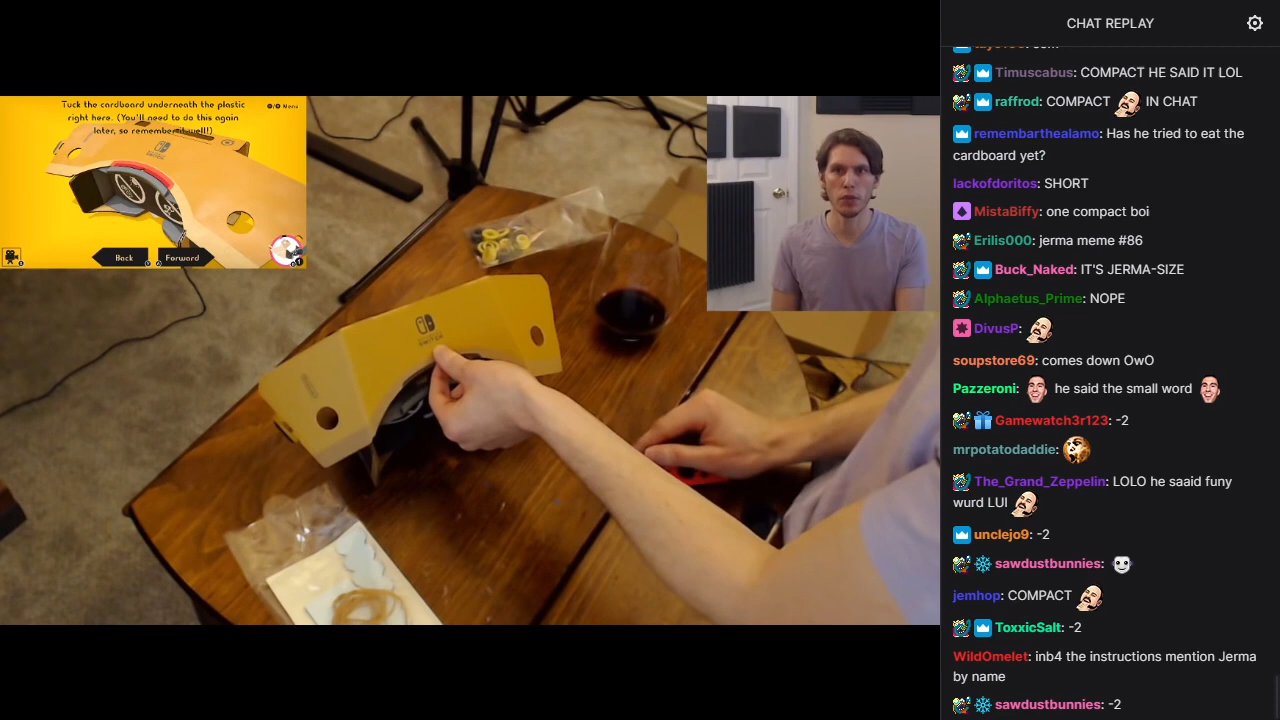 CHAT REPLAY
Tuck the cardboard underneath the plastic
right here. (You'll need to do this again
later, so remember it well!)
Menu
Back
Forward
SWITCH
Timuscabus: COMPACT HE SAID IT LOL
raffrod: COMPACT IN CHAT
remembarthealamo: Has he tried to eat the
cardboard yet?
lackofdoritos: SHORT
MistaBiffy: one compact boi
Erilis000: jerma meme #86
Buck_Naked: IT'S JERMA-SIZE
Alphaetus_Prime: NOPE
DivusP:
soupstore69: comes down OwO
Pazzeroni: he said the small word
Gamewatch3r123: -2
mrpotatodaddie:
The_Grand_Zeppelin: LOLO he saaid funy
wurd LUI
unclejo9: -2
sawdustbunnies:
jemhop: COMPACT
ToxxicSalt: -2
WildOmelet: inb4 the instructions mention Jerma
by name
sawdustbunnies: -2